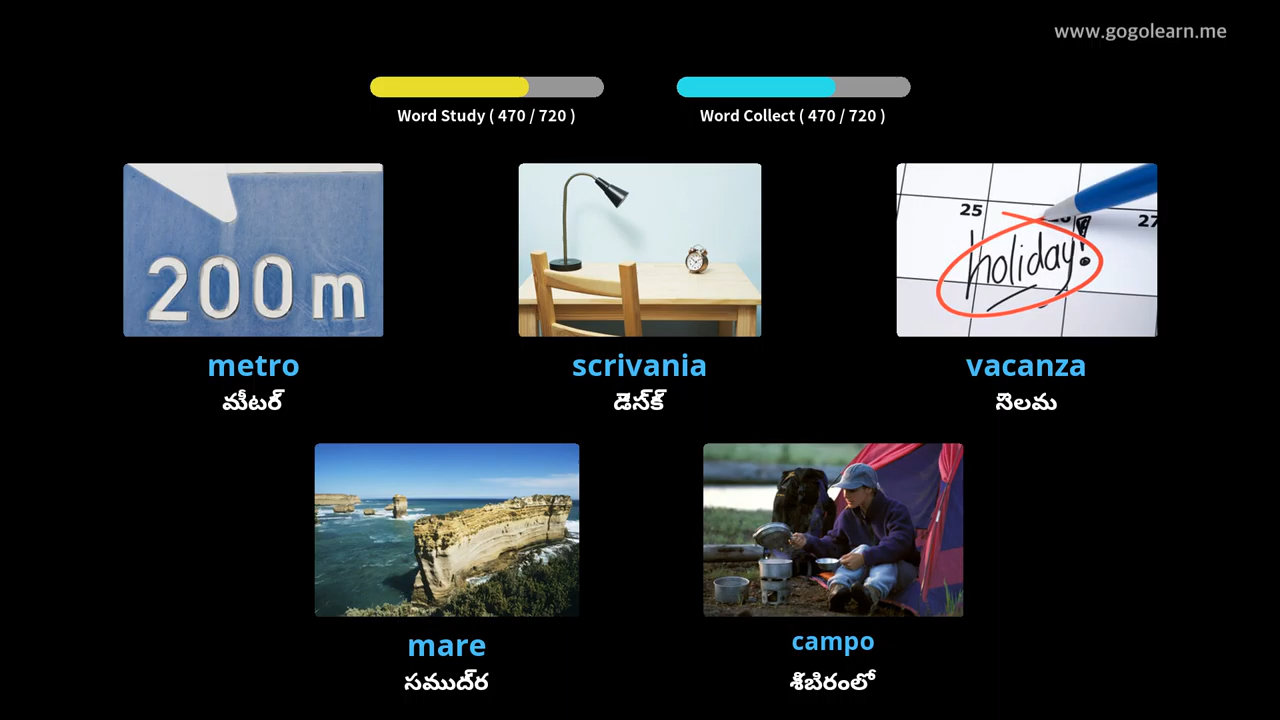 www.gogolearn.me
Word Study ( 470 / 720 )
Word Collect ( 470 / 720 )
200 m
25
27
holiday!
metro
scrivania
vacanza
మీటర్
డెస్క్
సెలవు
mare
campo
సముద్ర
శిబిరంలో